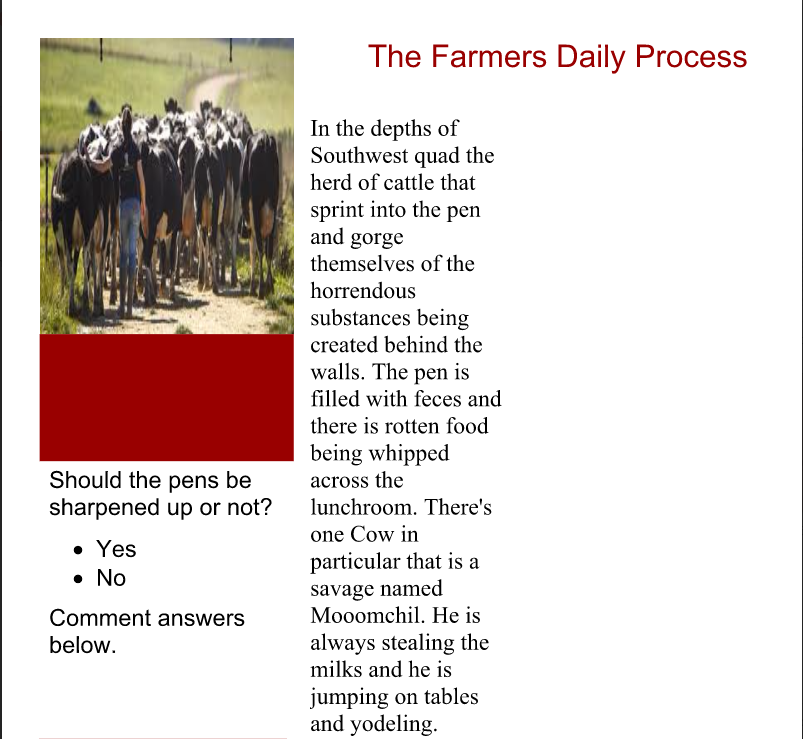 The Farmers Daily Process
In the depths of
Southwest quad the
herd of cattle that
sprint into the pen
and gorge
themselves of the
horrendous
substances being
created behind the
walls. The pen is
filled with feces and
there is rotten food
being whipped
across the
lunchroom. There's
one Cow in
particular that is a
savage named
Mooomchil. He is
always stealing the
milks and he is
jumping on tables
and yodeling.
Should the pens be
sharpened up or not?
• Yes
• No
Comment answers
below.